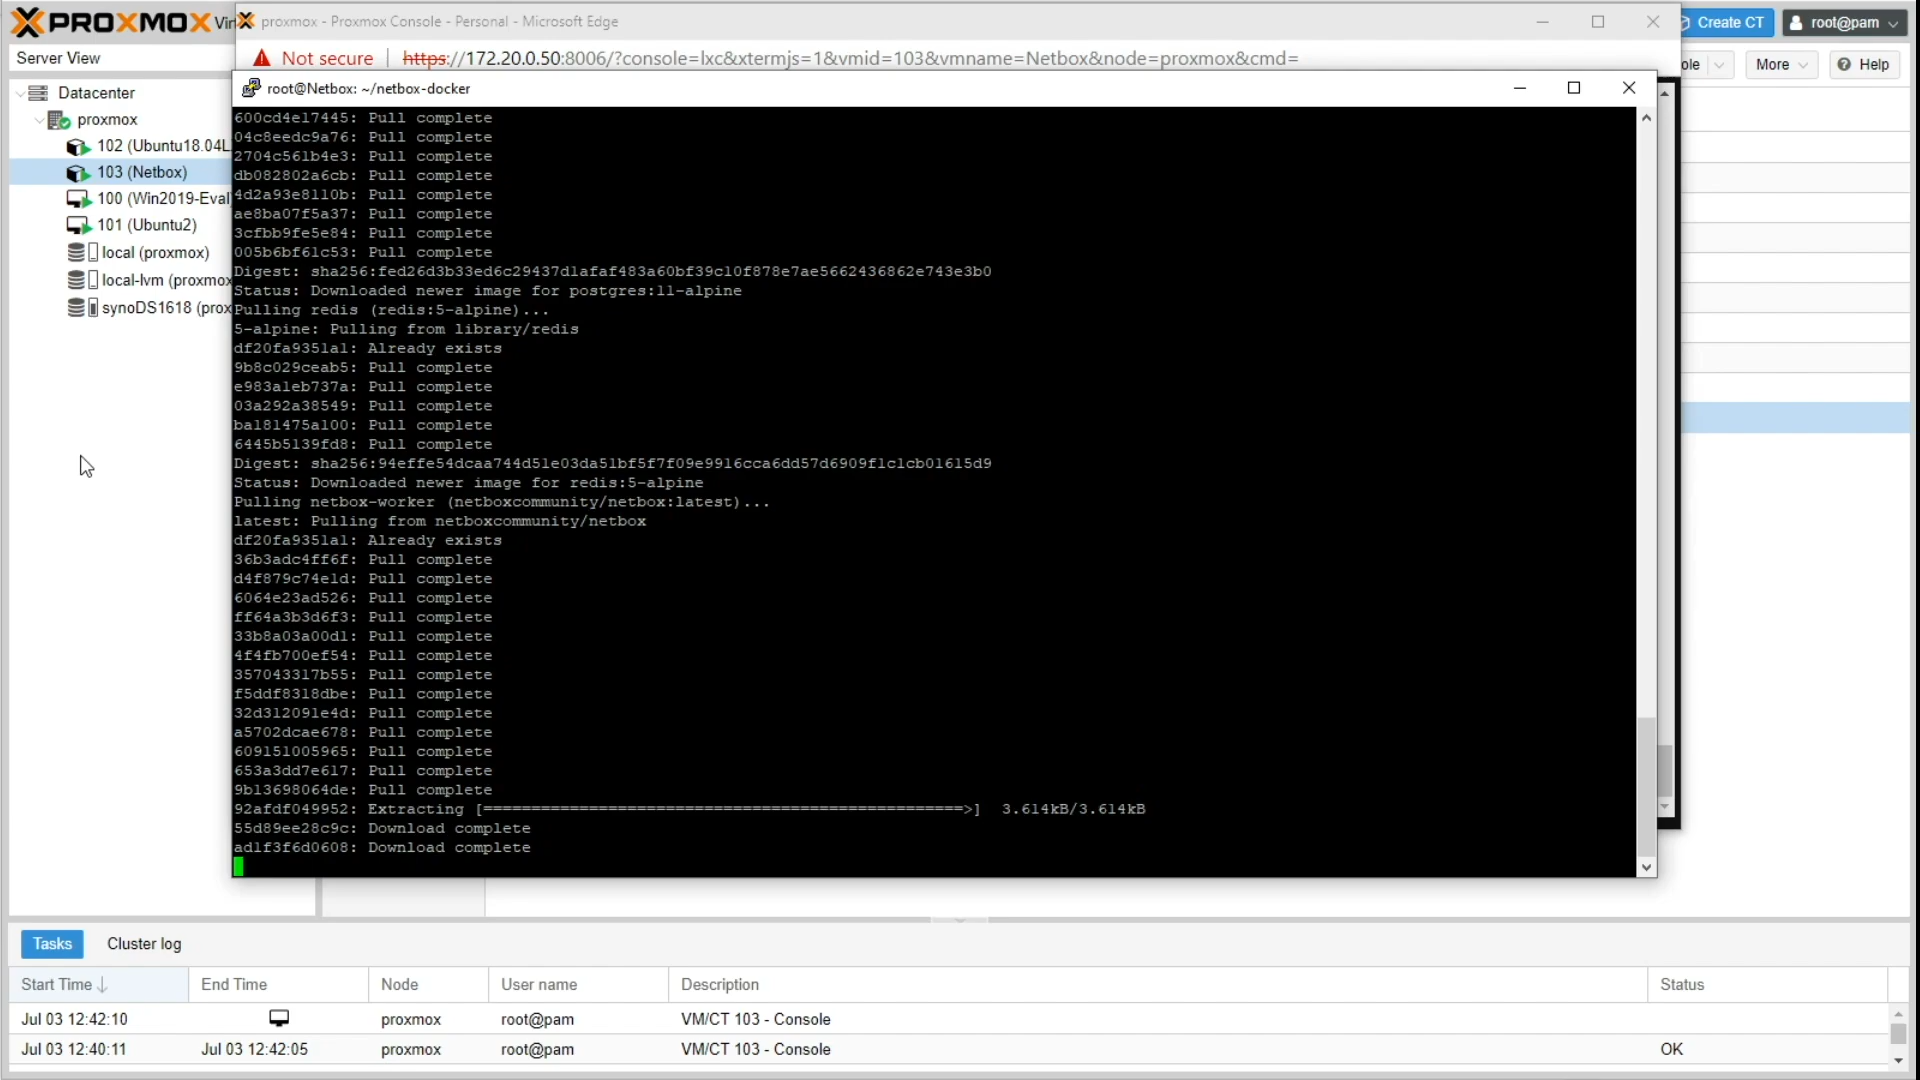 PROXMOX Vir
proxmox - Proxmox Console - Personal - Microsoft Edge
Create CT
root@pam
Server View
Not secure
https://172.20.0.50:8006/?console=lxc&xtermjs=1&vmid=103&vmname=Netbox&node=proxmox&cmd=
ole
More
Help
Datacenter
proxmox
102 (Ubuntu18.04L
103 (Netbox)
100 (Win2019-Eval
101 (Ubuntu2)
local (proxmox)
local-lvm (proxmox
synoDS1618 (prox
root@Netbox: ~/netbox-docker
600cd4e17445: Pull complete
04c8eedc9a76: Pull complete
2704c561b4e3: Pull complete
db082802a6cb: Pull complete
4d2a93e8110b: Pull complete
ae8ba07f5a37: Pull complete
3cfbb9fe5e84: Pull complete
005b6bf61c53: Pull complete
Digest: sha256:fed26d3b33ed6c29437d1afaf483a60bf39c10f878e7ae5662436862e743e3b0
Status: Downloaded newer image for postgres:11-alpine
Pulling redis (redis:5-alpine)...
5-alpine: Pulling from library/redis
df20fa9351a1: Already exists
9b8c029ceab5: Pull complete
e983a1eb737a: Pull complete
03a292a38549: Pull complete
ba181475a100: Pull complete
6445b5139fd8: Pull complete
Digest: sha256:94effe54dcaa744d51e03da51bf5f7f09e9916cca6dd57d6909f1c1cb01615d9
Status: Downloaded newer image for redis:5-alpine
Pulling netbox-worker (netboxcommunity/netbox:latest)...
latest: Pulling from netboxcommunity/netbox
df20fa9351a1: Already exists
36b3adc4ff6f: Pull complete
d4f879c74e1d: Pull complete
6064e23ad526: Pull complete
ff64a3b3d6f3: Pull complete
33b8a03a00d1: Pull complete
4f4fb700ef54: Pull complete
357043317b55: Pull complete
f5ddf8318dbe: Pull complete
32d312091e4d: Pull complete
a5702dcae678: Pull complete
609151005965: Pull complete
653a3dd7e617: Pull complete
9b13698064de: Pull complete
92afdf049952: Extracting [==================================================>]  3.614kB/3.614kB
55d89ee28c9c: Download complete
ad1f3f6d0608: Download complete
Tasks
Cluster log
Start Time
End Time
Node
User name
Description
Status
Jul 03 12:42:10
proxmox
root@pam
VM/CT 103 - Console
Jul 03 12:40:11
Jul 03 12:42:05
proxmox
root@pam
VM/CT 103 - Console
OK